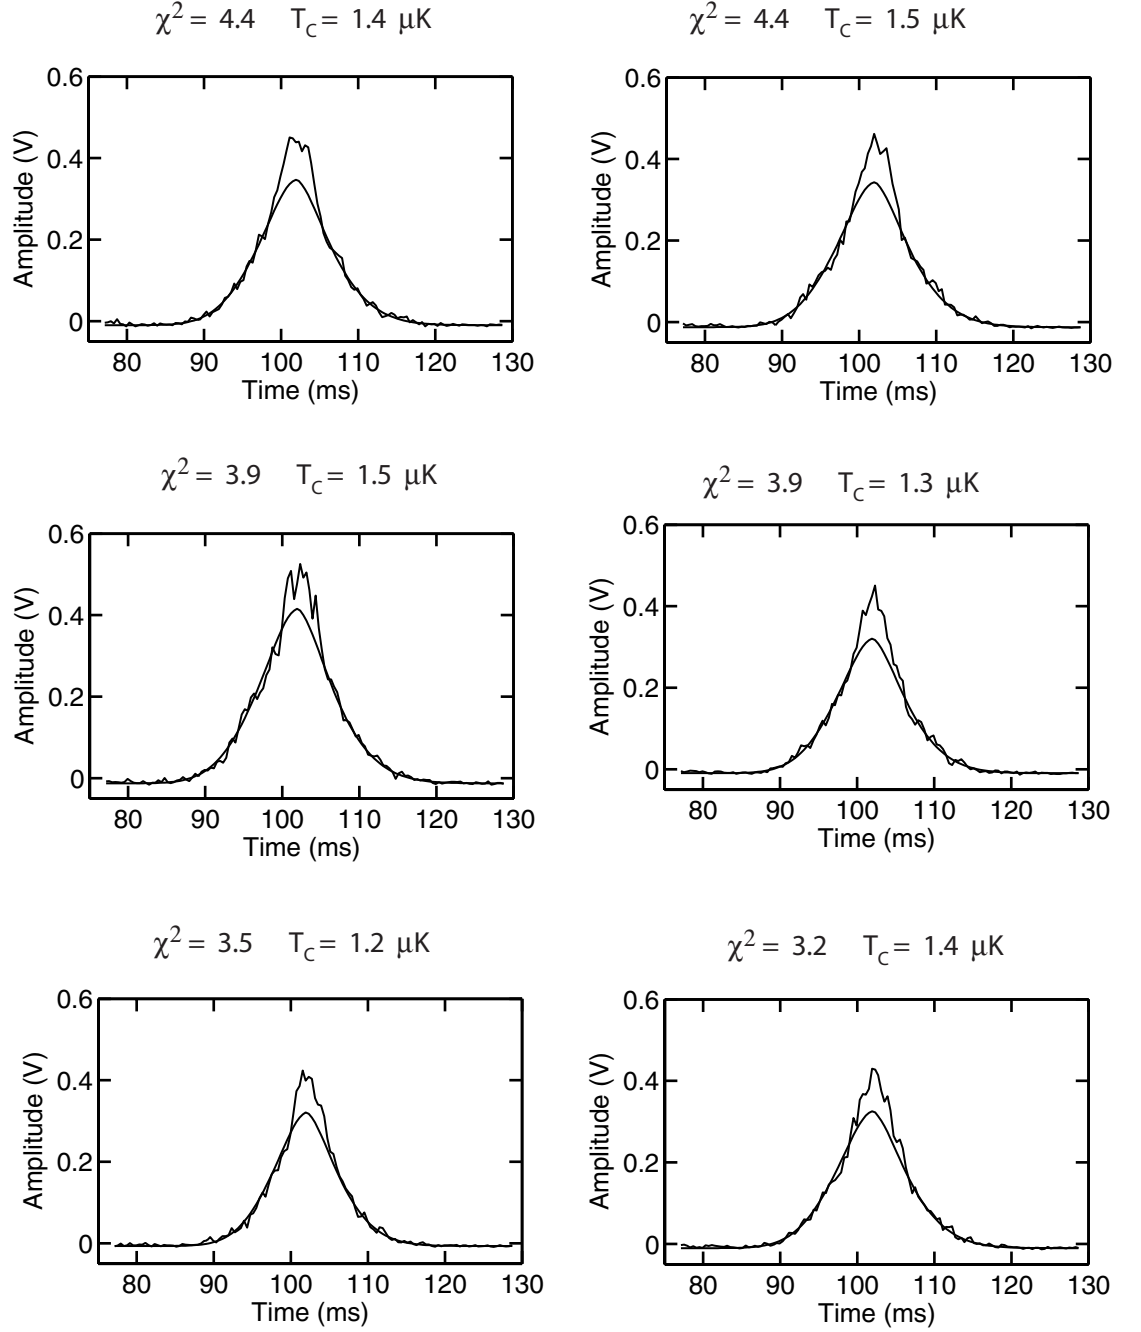 χ² = 4.4 T_C = 1.4 μK
0.6
0.4
0.2
0
Amplitude (V)
80 90 100 110 120 130
Time (ms)
χ² = 4.4 T_C = 1.5 μK
0.6
0.4
0.2
0
Amplitude (V)
80 90 100 110 120 130
Time (ms)
χ² = 3.9 T_C = 1.5 μK
0.6
0.4
0.2
0
Amplitude (V)
80 90 100 110 120 130
Time (ms)
χ² = 3.9 T_C = 1.3 μK
0.6
0.4
0.2
0
Amplitude (V)
80 90 100 110 120 130
Time (ms)
χ² = 3.5 T_C = 1.2 μK
0.6
0.4
0.2
0
Amplitude (V)
80 90 100 110 120 130
Time (ms)
χ² = 3.2 T_C = 1.4 μK
0.6
0.4
0.2
0
Amplitude (V)
80 90 100 110 120 130
Time (ms)